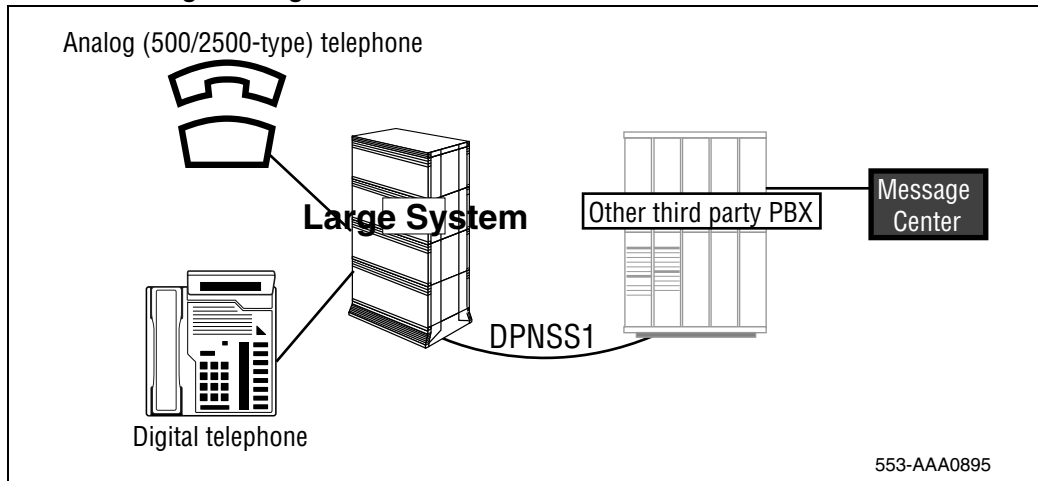 Analog (500/2500-type) telephone
Large System
Other third party PBX
Message
Center
DPNSS1
Digital telephone
553-AAA0895